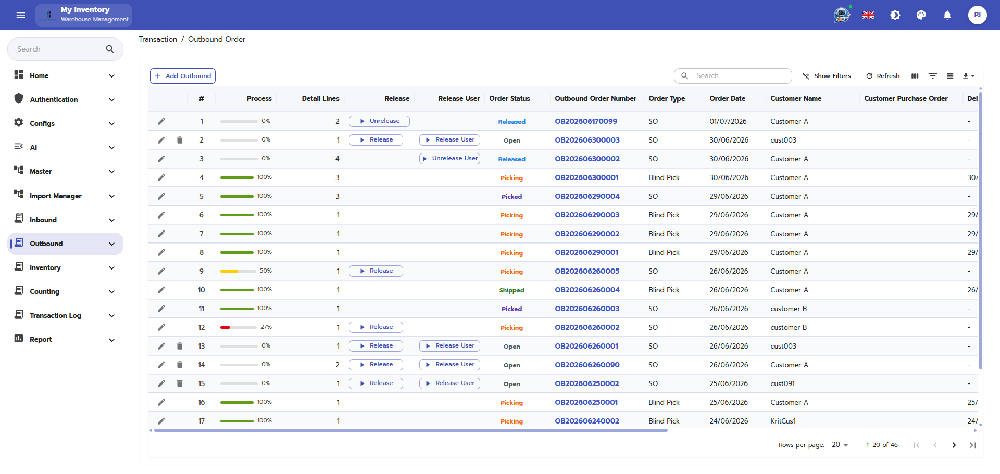 My Inventory
Warehouse Management
PJ
Search
Home
Authentication
Configs
AI
Master
Import Manager
Inbound
Outbound
Inventory
Counting
Transaction Log
Report
Transaction / Outbound Order
Add Outbound
Search...
Show Filters
Refresh
# Process Detail Lines Release Release User Order Status Outbound Order Number Order Type Order Date Customer Name Customer Purchase Order Del
1 0% 2 Unrelease Released OB202606170099 SO 01/07/2026 Customer A -
2 0% 1 Release Release User Open OB202606300003 SO 30/06/2026 cust003 -
3 0% 4 Unrelease User Released OB202606300002 SO 30/06/2026 Customer A -
4 100% 3 Picking OB202606300001 Blind Pick 30/06/2026 Customer A 30/
5 100% 3 Picked OB202606290004 SO 29/06/2026 Customer A -
6 100% 1 Picking OB202606290003 Blind Pick 29/06/2026 Customer A 29/
7 100% 1 Picking OB202606290002 Blind Pick 29/06/2026 Customer A 29/
8 100% 1 Picking OB202606290001 Blind Pick 29/06/2026 Customer A 29/
9 50% 1 Release Picking OB202606260005 SO 26/06/2026 Customer A -
10 100% 1 Shipped OB202606260004 Blind Pick 26/06/2026 Customer A 26/
11 100% 1 Picked OB202606260003 SO 26/06/2026 customer B -
12 27% 1 Release Picking OB202606260002 SO 26/06/2026 customer B -
13 0% 1 Release Release User Open OB202606260001 SO 26/06/2026 cust003 -
14 0% 2 Release Release User Open OB202606260090 SO 26/06/2026 Customer A -
15 0% 1 Release Release User Open OB202606250002 SO 25/06/2026 cust091 -
16 100% 1 Picking OB202606250001 Blind Pick 25/06/2026 Customer A 25/
17 100% 1 Picking OB202606240002 Blind Pick 24/06/2026 KritCus1 24/
Rows per page: 20 1–20 of 46